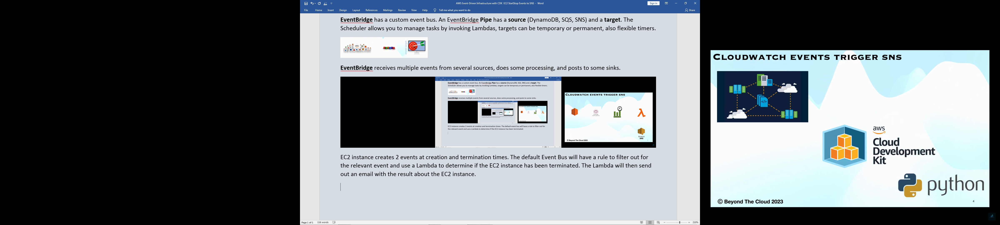 AWS Event-Driven Infrastructure with CDK EC2 StartStop Events to SNS - Word
Sign in
File Home Insert Design Layout References Mailings Review View Help Tell me what you want to do
Share
EventBridge has a custom event bus. An EventBridge Pipe has a source (DynamoDB, SQS, SNS) and a target. The
Scheduler allows you to manage tasks by invoking Lambdas, targets can be temporary or permanent, also flexible timers.
event target
EventBridge receives multiple events from several sources, does some processing, and posts to some sinks.
EventBridge has a custom event bus. An EventBridge Pipe has a source (DynamoDB, SQS, SNS) and a target. The
Scheduler allows you to manage tasks by invoking Lambdas, targets can be temporary or permanent, also flexible timers.
EventBridge receives multiple events from several sources, does some processing, and posts to some sinks.
EC2 instance creates 2 events at creation and termination times. The default event bus will have a rule to filter out for
the relevant event and use a Lambda to determine if the EC2 instance has been terminated.
CLOUDWATCH EVENTS TRIGGER SNS
Amazon
SNS
© Beyond The Cloud 2023
EC2 instance creates 2 events at creation and termination times. The default Event Bus will have a rule to filter out for
the relevant event and use a Lambda to determine if the EC2 instance has been terminated. The Lambda will then send
out an email with the result about the EC2 instance.
Page 1 of 1 116 words
210%
CLOUDWATCH EVENTS TRIGGER SNS
</>
aws
Cloud
Development
Kit
python
© Beyond The Cloud 2023
4